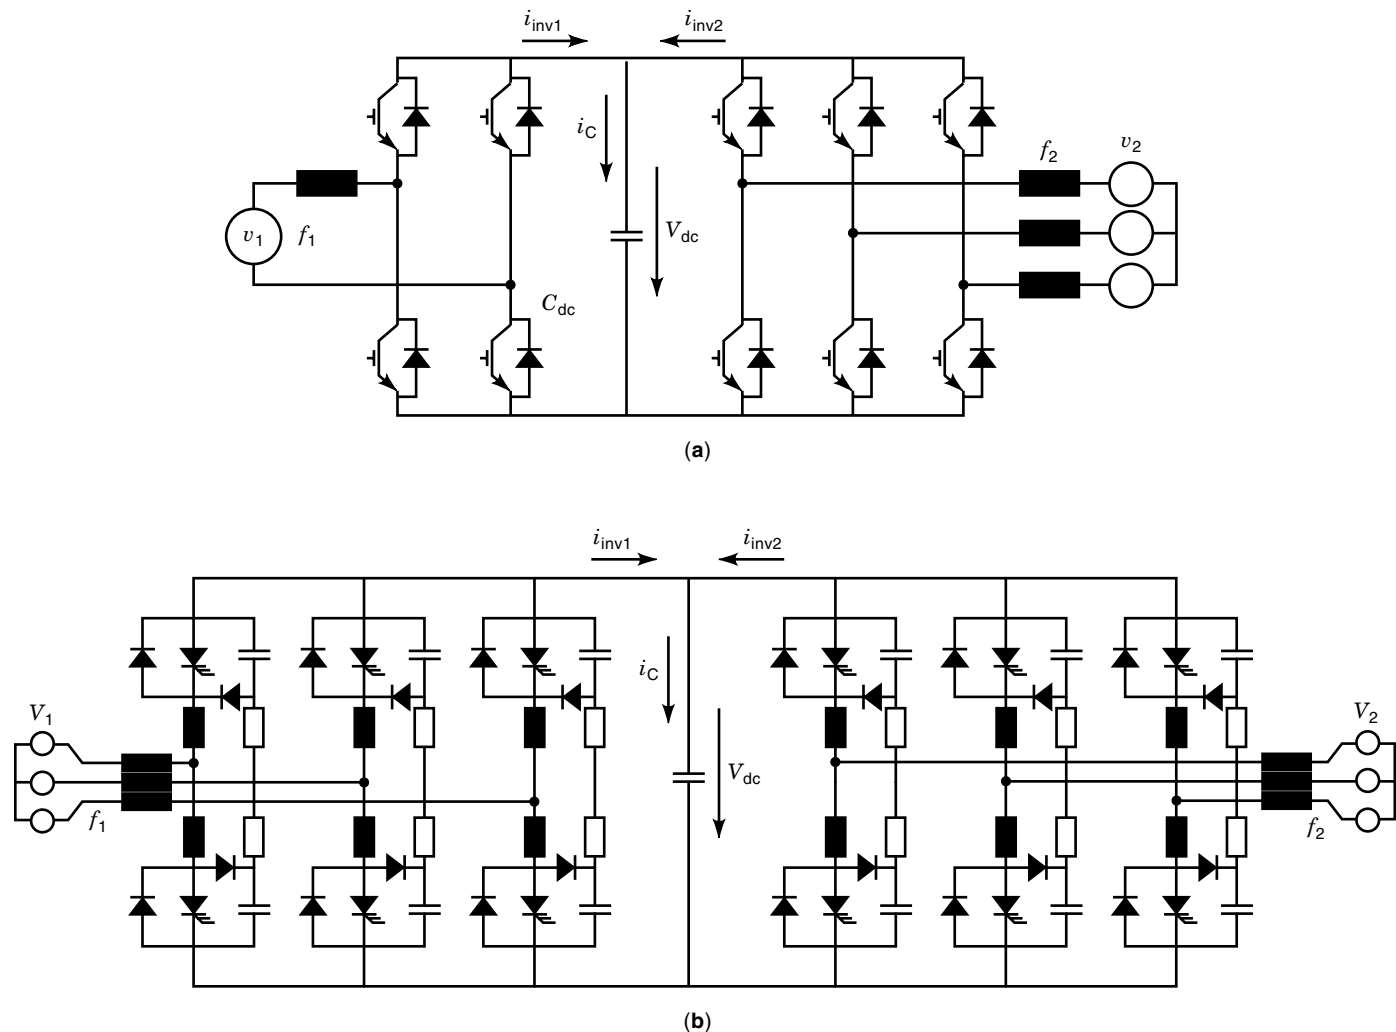 i_inv1
i_inv2
i_C
f_2
v_2
v_1
f_1
V_dc
C_dc
(a)
i_inv1
i_inv2
i_C
V_1
V_2
V_dc
f_1
f_2
(b)